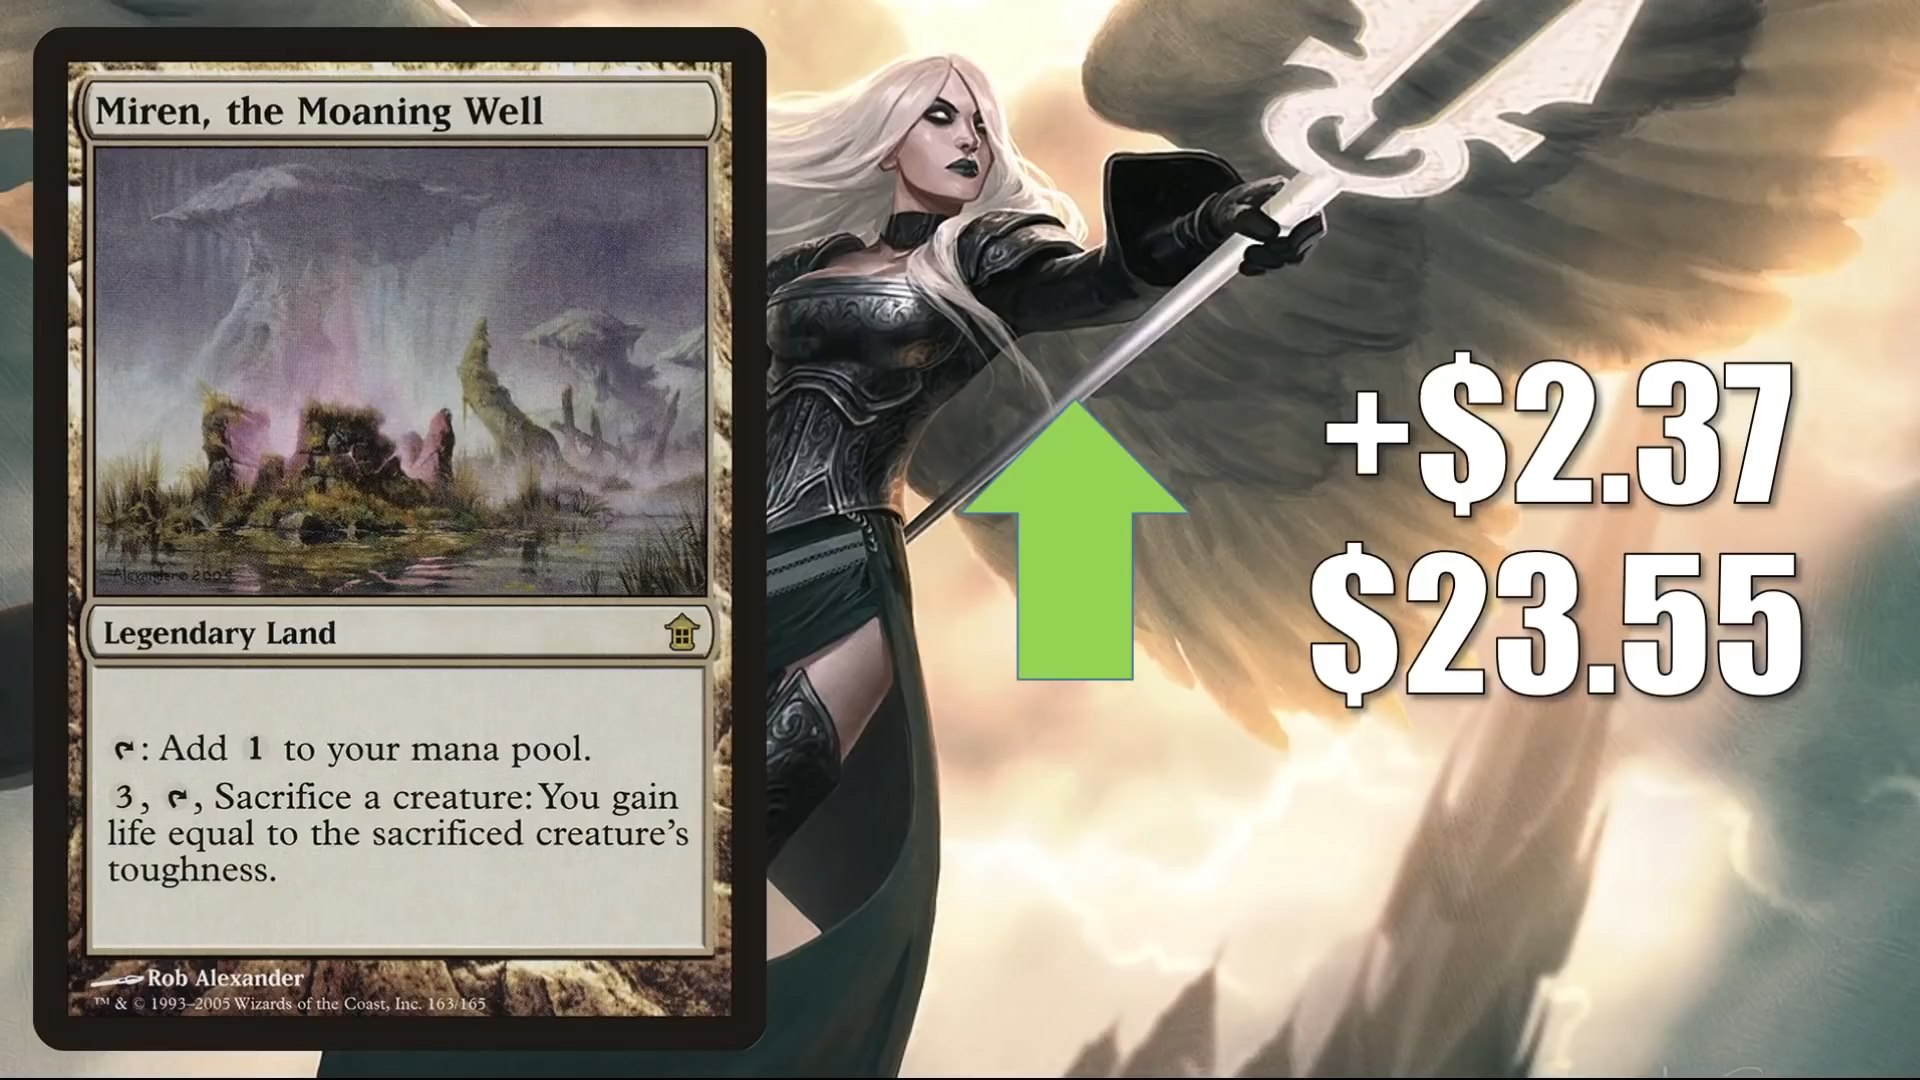 Miren, the Moaning Well
Alexander © 2004
Legendary Land
: Add 1 to your mana pool.
3, , Sacrifice a creature: You gain
life equal to the sacrificed creature's
toughness.
Rob Alexander
™ & © 1993–2005 Wizards of the Coast, Inc. 163/165
+$2.37
$23.55